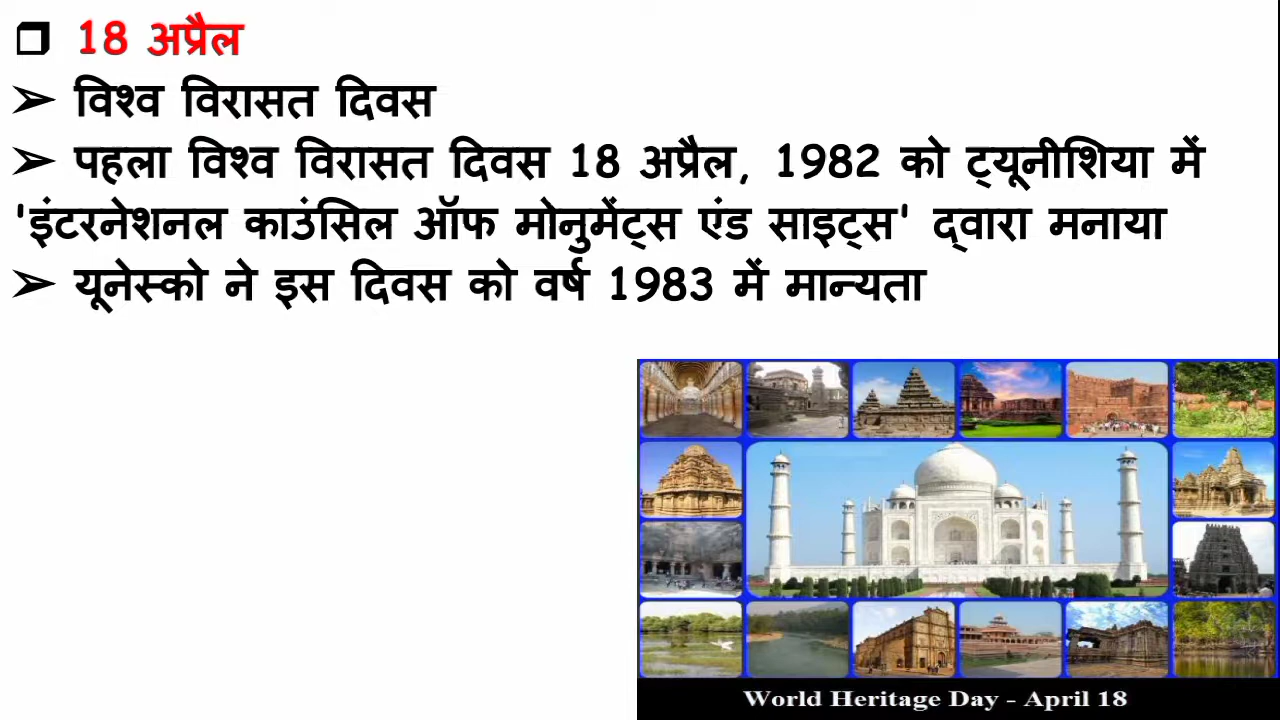 18 अप्रैल
विश्व विरासत दिवस
पहला विश्व विरासत दिवस 18 अप्रैल, 1982 को ट्यूनीशिया में
'इंटरनेशनल काउंसिल ऑफ मोनुमेंट्स एंड साइट्स' द्वारा मनाया
यूनेस्को ने इस दिवस को वर्ष 1983 में मान्यता
World Heritage Day - April 18